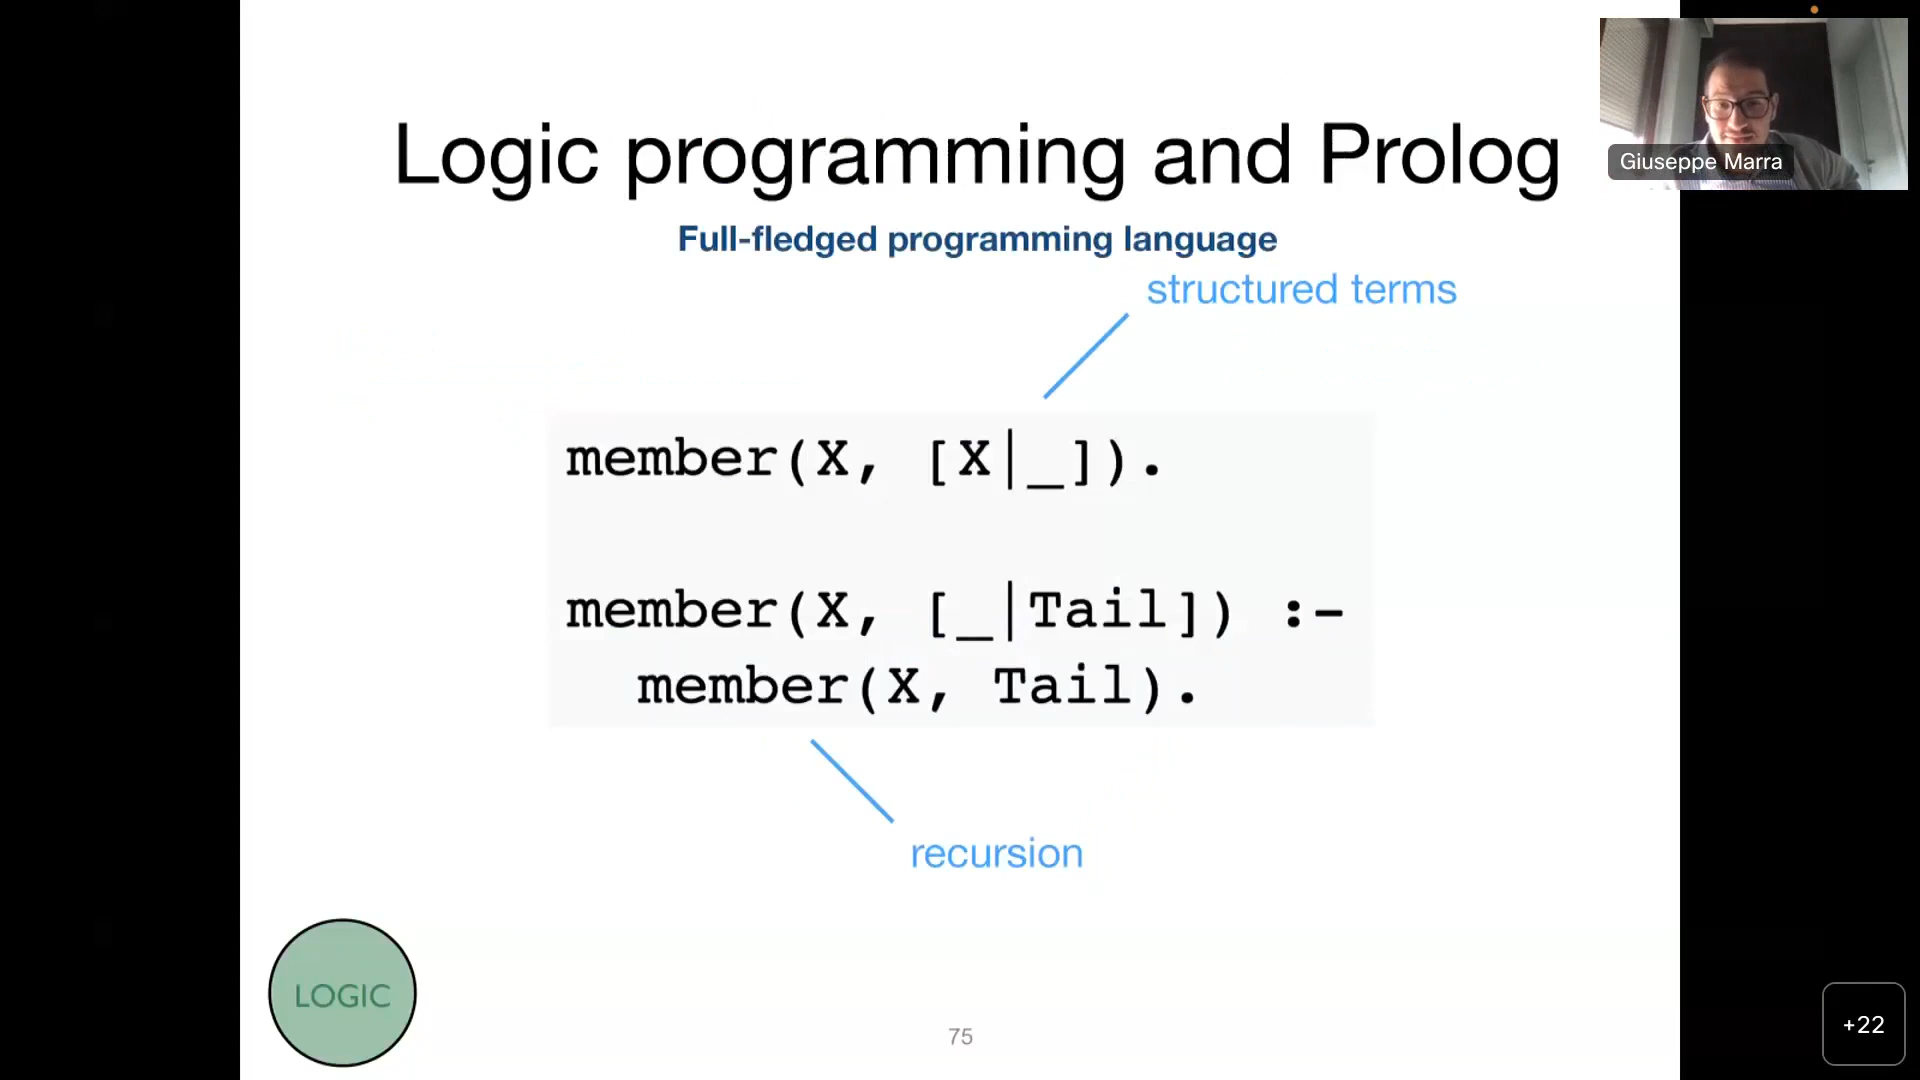 Logic programming and Prolog
Giuseppe Marra
Full-fledged programming language
structured terms
member(X, [X|_]).
member(X, [_|Tail]) :-
member(X, Tail).
recursion
LOGIC
75
+22